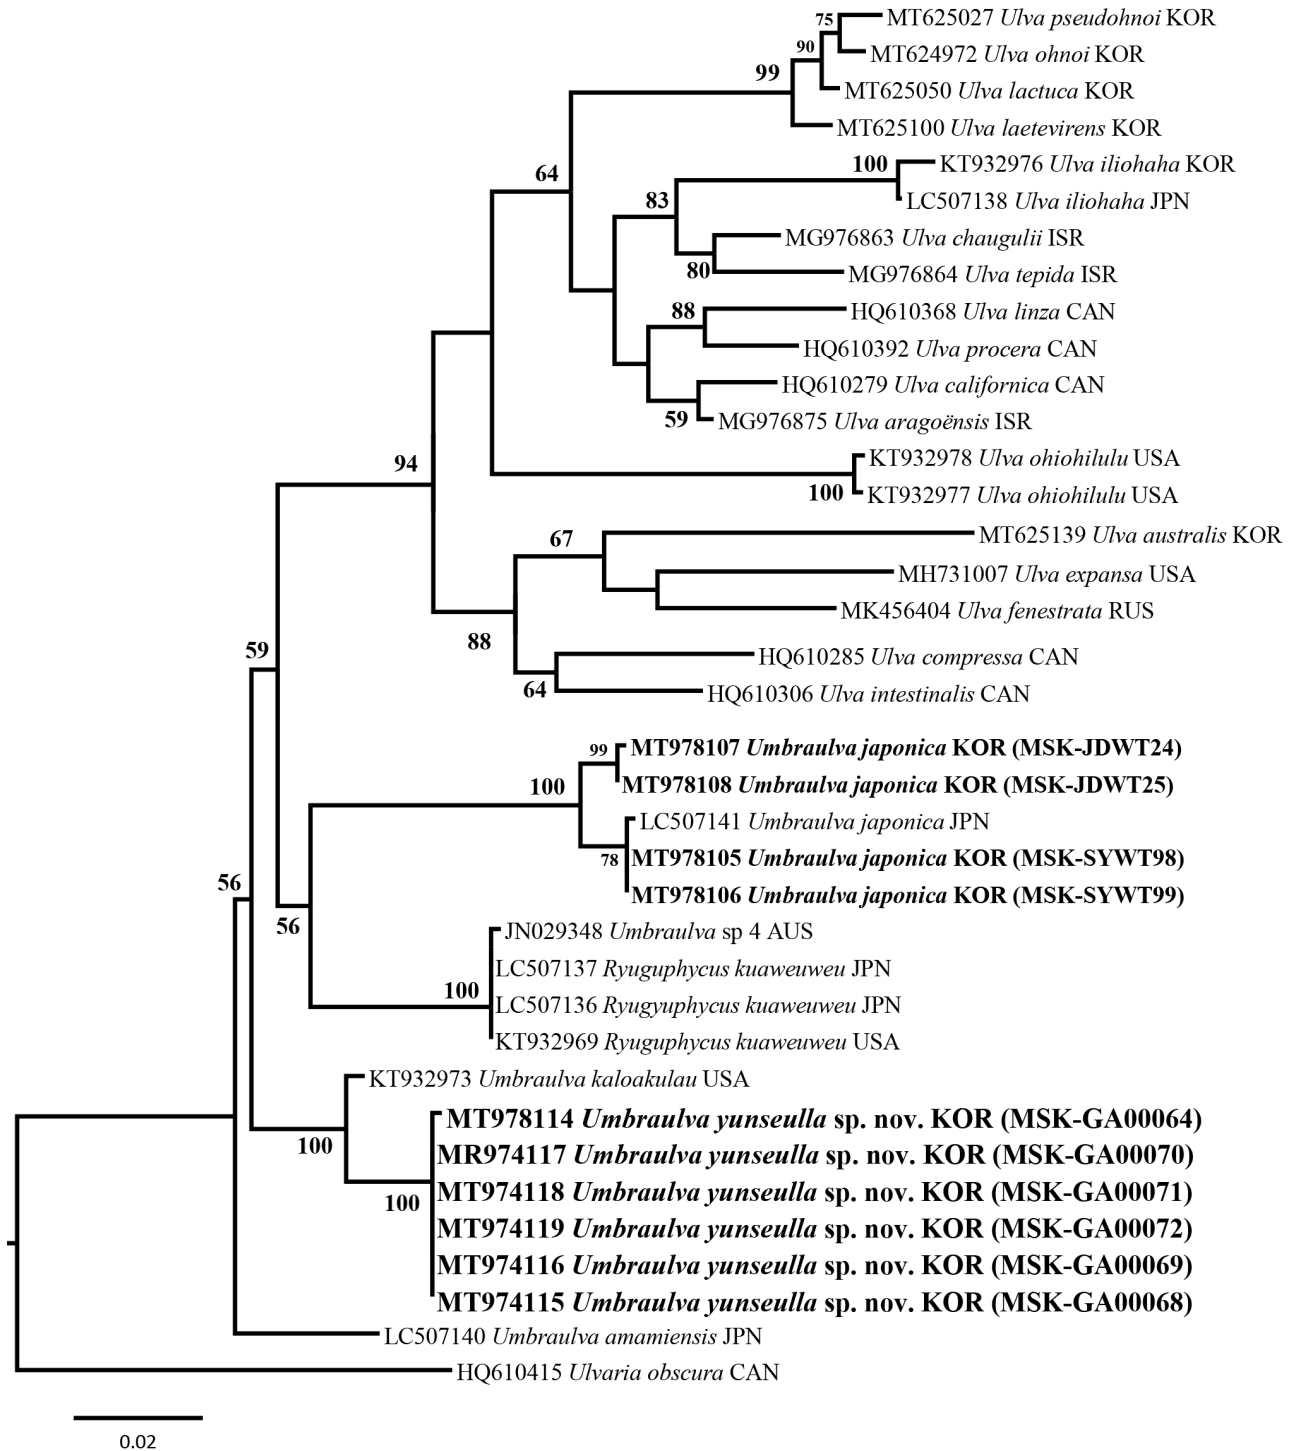 75
MT625027 Ulva pseudohnoi KOR
90
MT624972 Ulva ohnoi KOR
99
MT625050 Ulva lactuca KOR
MT625100 Ulva laetevirens KOR
100
KT932976 Ulva iliohaha KOR
64
83
LC507138 Ulva iliohaha JPN
MG976863 Ulva chaugulii ISR
80
MG976864 Ulva tepida ISR
88
HQ610368 Ulva linza CAN
HQ610392 Ulva procera CAN
HQ610279 Ulva californica CAN
59
MG976875 Ulva aragoënsis ISR
94
KT932978 Ulva ohiohilulu USA
100
KT932977 Ulva ohiohilulu USA
67
MT625139 Ulva australis KOR
MH731007 Ulva expansa USA
MK456404 Ulva fenestrata RUS
88
59
HQ610285 Ulva compressa CAN
64
HQ610306 Ulva intestinalis CAN
99
MT978107 Umbraulva japonica KOR (MSK-JDWT24)
100
MT978108 Umbraulva japonica KOR (MSK-JDWT25)
LC507141 Umbraulva japonica JPN
78
MT978105 Umbraulva japonica KOR (MSK-SYWT98)
56
MT978106 Umbraulva japonica KOR (MSK-SYWT99)
56
JN029348 Umbraulva sp 4 AUS
LC507137 Ryuguphycus kuaweuweu JPN
100
LC507136 Ryugyuphycus kuaweuweu JPN
KT932969 Ryuguphycus kuaweuweu USA
KT932973 Umbraulva kaloakulau USA
MT978114 Umbraulva yunseulla sp. nov. KOR (MSK-GA00064)
100
MR974117 Umbraulva yunseulla sp. nov. KOR (MSK-GA00070)
100
MT974118 Umbraulva yunseulla sp. nov. KOR (MSK-GA00071)
MT974119 Umbraulva yunseulla sp. nov. KOR (MSK-GA00072)
MT974116 Umbraulva yunseulla sp. nov. KOR (MSK-GA00069)
MT974115 Umbraulva yunseulla sp. nov. KOR (MSK-GA00068)
LC507140 Umbraulva amamiensis JPN
HQ610415 Ulvaria obscura CAN
0.02